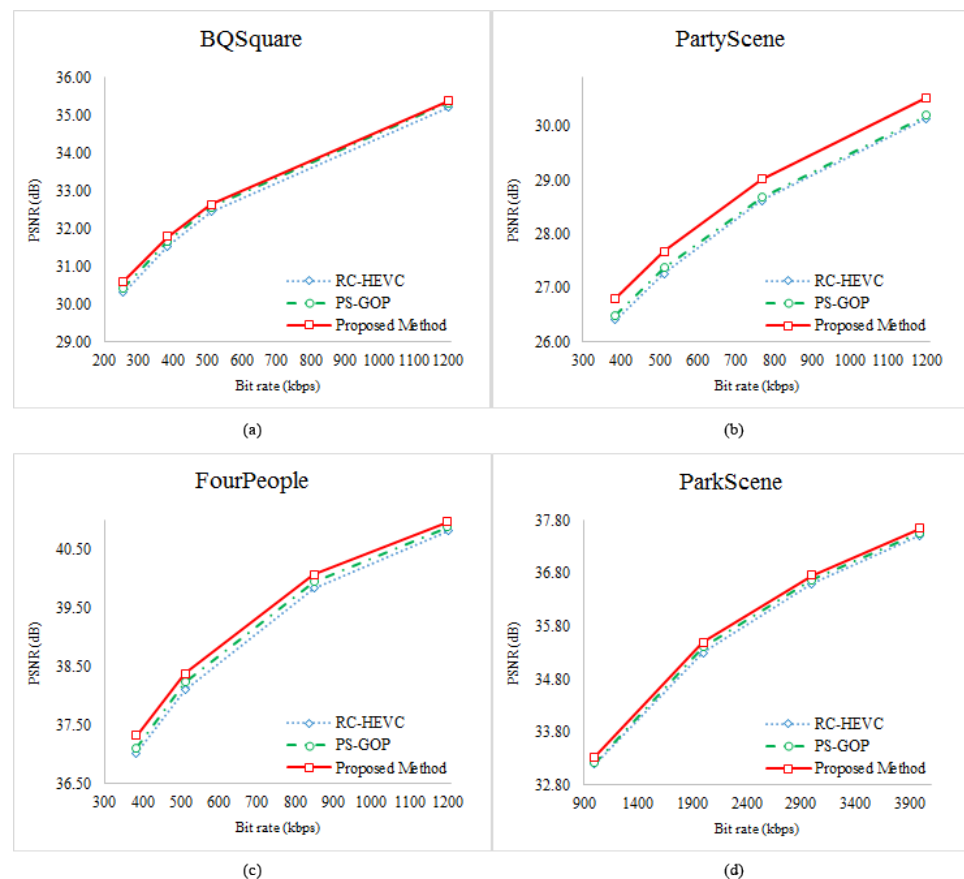 BQSquare
36.00
35.00
34.00
33.00
32.00
31.00
30.00
29.00
PSNR (dB)
RC-HEVC
PS-GOP
Proposed Method
200 300 400 500 600 700 800 900 1000 1100 1200
Bit rate (kbps)
(a)
PartyScene
30.00
29.00
28.00
27.00
26.00
PSNR (dB)
RC-HEVC
PS-GOP
Proposed Method
300 400 500 600 700 800 900 1000 1100 1200
Bit rate (kbps)
(b)
FourPeople
40.50
39.50
38.50
37.50
36.50
PSNR (dB)
RC-HEVC
PS-GOP
Proposed Method
300 400 500 600 700 800 900 1000 1100 1200
Bit rate (kbps)
(c)
ParkScene
37.80
36.80
35.80
34.80
33.80
32.80
PSNR (dB)
RC-HEVC
PS-GOP
Proposed Method
900 1400 1900 2400 2900 3400 3900
Bit rate (kbps)
(d)